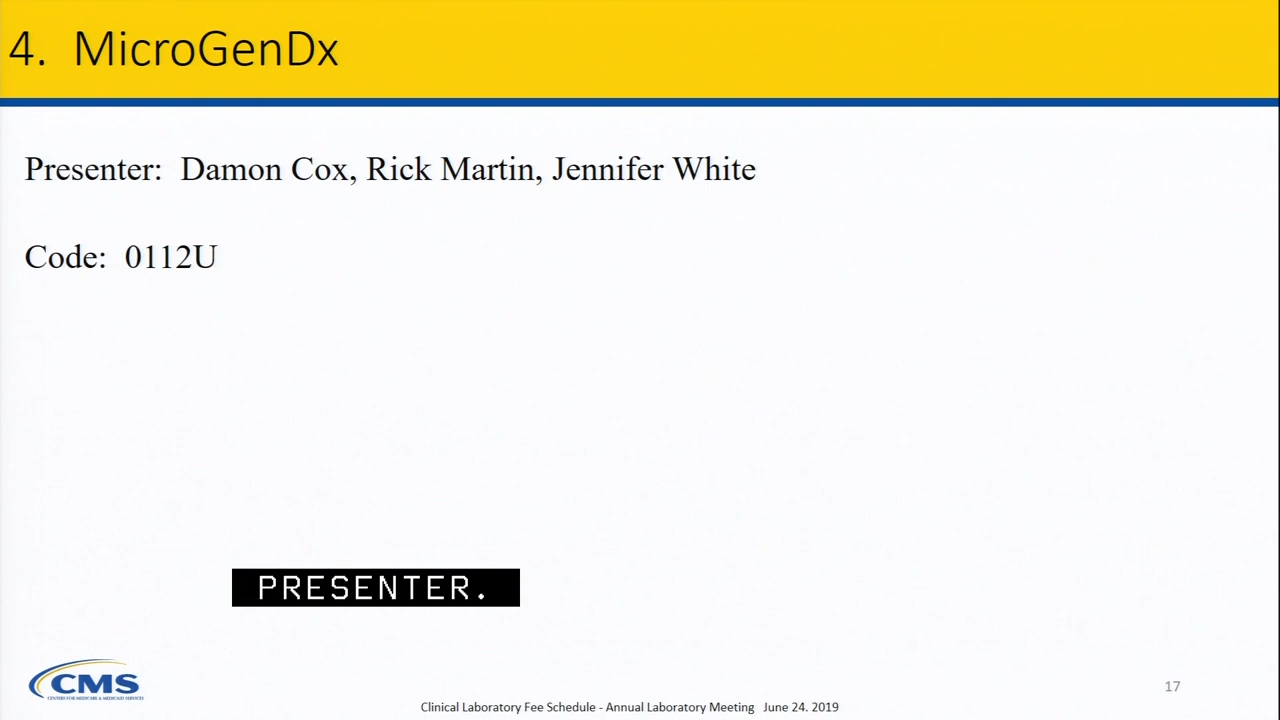 4. MicroGenDx
Presenter: Damon Cox, Rick Martin, Jennifer White
Code: 0112U
PRESENTER.
CMS
CENTERS FOR MEDICARE & MEDICAID SERVICES
17
Clinical Laboratory Fee Schedule - Annual Laboratory Meeting June 24. 2019